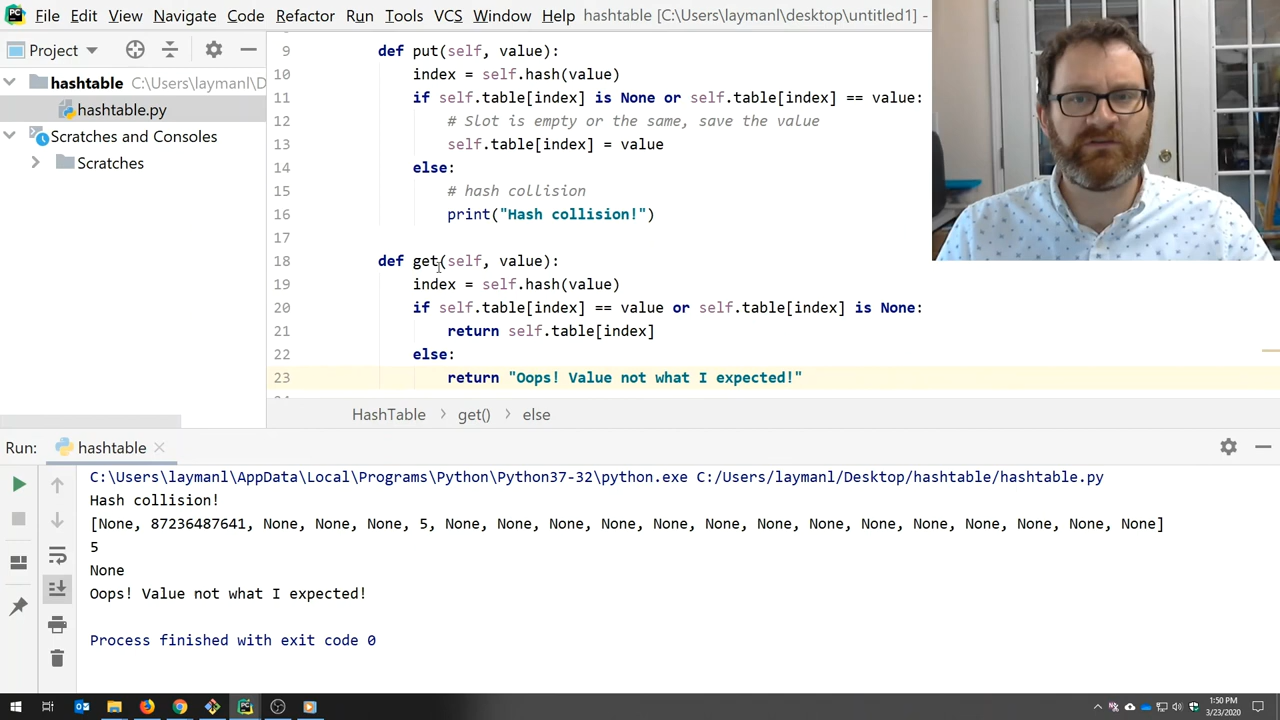 File Edit View Navigate Code Refactor Run Tools VCS Window Help hashtable [C:\Users\laymanl\desktop\untitled1] -
Project
hashtable C:\Users\laymanl\D
hashtable.py
Scratches and Consoles
Scratches
9 def put(self, value):
10 index = self.hash(value)
11 if self.table[index] is None or self.table[index] == value:
12 # Slot is empty or the same, save the value
13 self.table[index] = value
14 else:
15 # hash collision
16 print("Hash collision!")
17
18 def get(self, value):
19 index = self.hash(value)
20 if self.table[index] == value or self.table[index] is None:
21 return self.table[index]
22 else:
23 return "Oops! Value not what I expected!"
HashTable get() else
Run: hashtable
C:\Users\laymanl\AppData\Local\Programs\Python\Python37-32\python.exe C:/Users/laymanl/Desktop/hashtable/hashtable.py
Hash collision!
[None, 87236487641, None, None, None, 5, None, None, None, None, None, None, None, None, None, None, None, None, None]
5
None
Oops! Value not what I expected!
Process finished with exit code 0
1:50 PM
3/23/2020